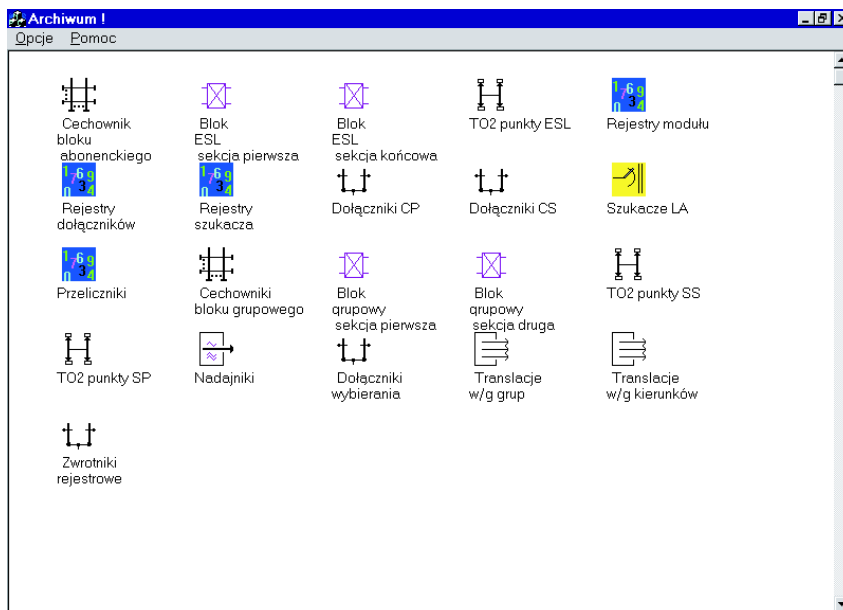 Archiwum !
Opcje Pomoc
Cechownik
bloku
abonenckiego
Blok
ESL
sekcja pierwsza
Blok
ESL
sekcja końcowa
TO2 punkty ESL
Rejestry modułu
Rejestry
dołączników
Rejestry
szukacza
Dołączniki CP
Dołączniki CS
Szukacze LA
Przeliczniki
Cechowniki
bloku grupowego
Blok
grupowy
sekcja pierwsza
Blok
grupowy
sekcja druga
TO2 punkty SS
TO2 punkty SP
Nadajniki
Dołączniki
wybierania
Translacje
w/g grup
Translacje
w/g kierunków
Zwrotniki
rejestrowe